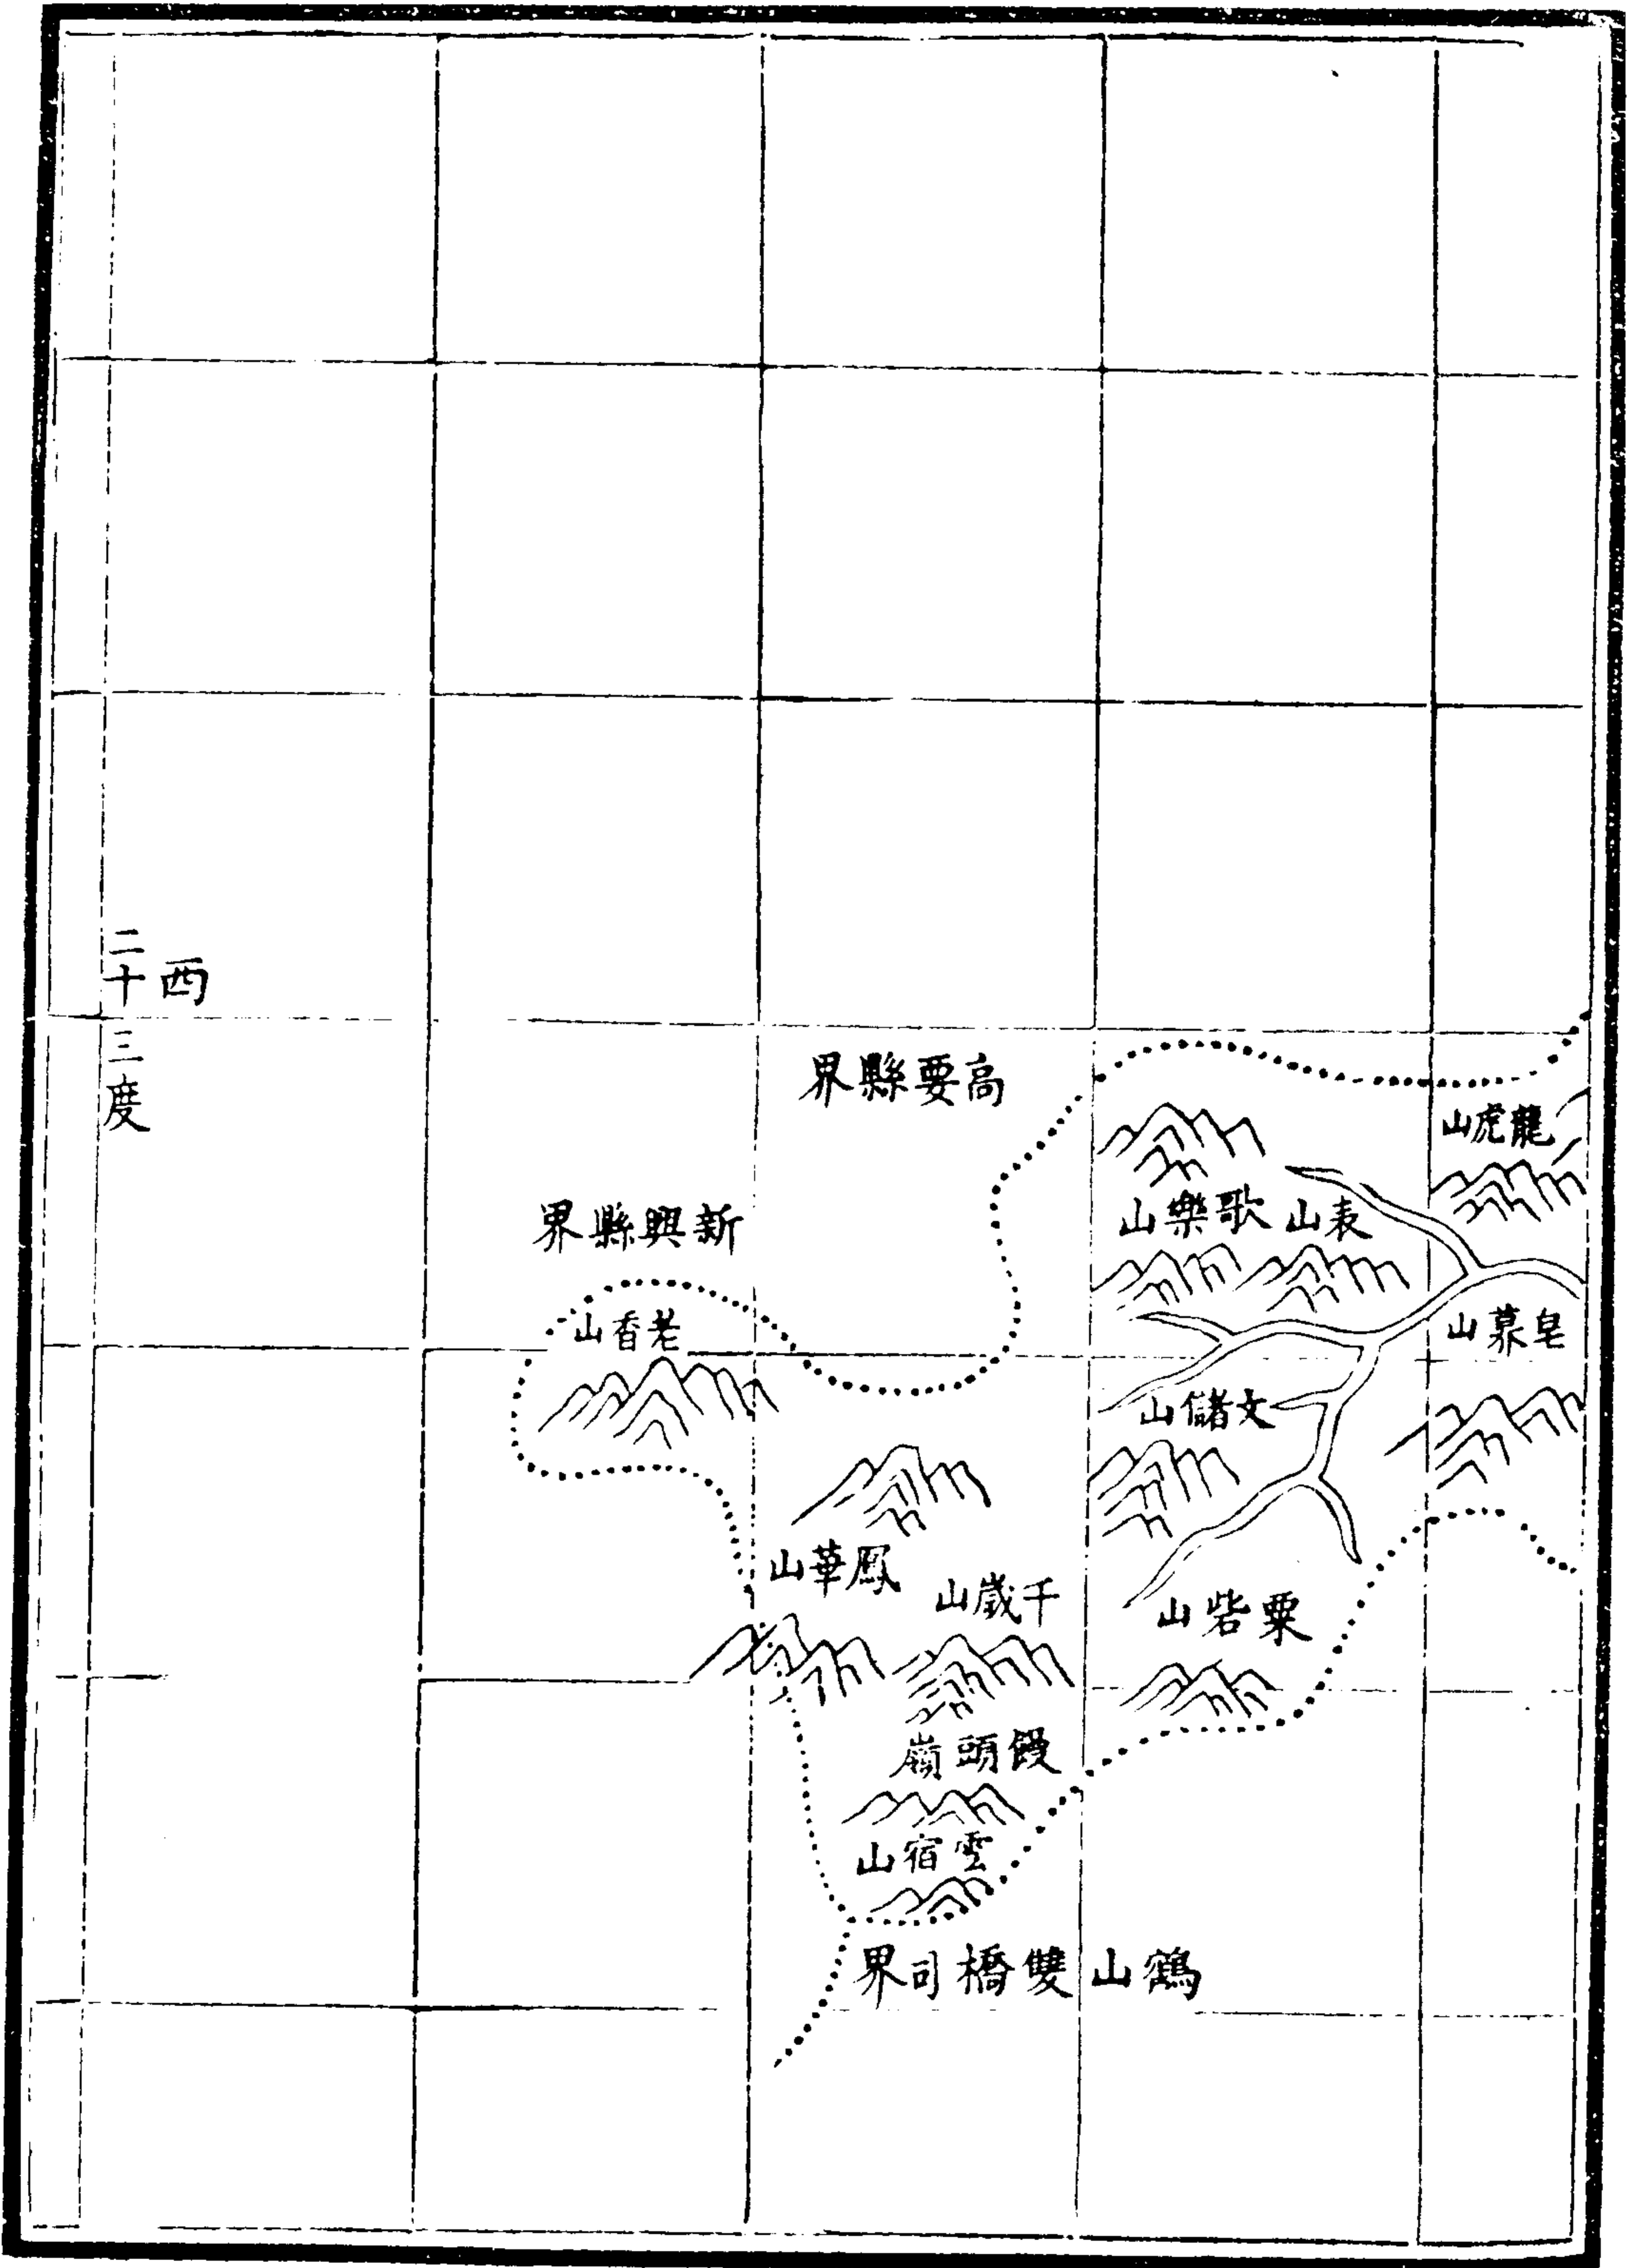 高要縣界
龍虎山
表山
歌樂山
新興縣界
皂幕山
老香山
文儲山
鳳華山
千歲山
粟砦山
饅頭嶺
雲宿山
鶴山雙橋司界
西
二十三度